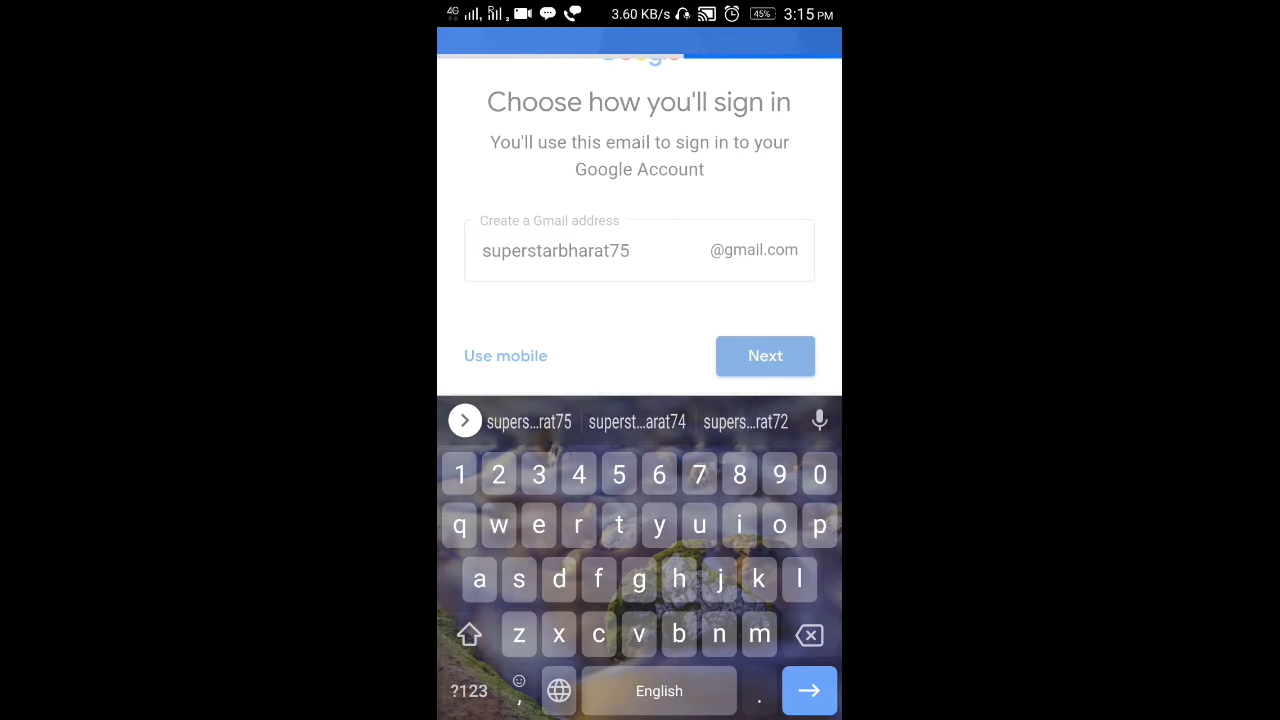 4G R 2 3.60 KB/s 45% 3:15 PM
Choose how you'll sign in
You'll use this email to sign in to your
Google Account
Create a Gmail address
superstarbharat75 @gmail.com
Use mobile Next
supers...rat75 superst...arat74 supers...rat72
1 2 3 4 5 6 7 8 9 0
q w e r t y u i o p
a s d f g h j k l
z x c v b n m
?123 , English .